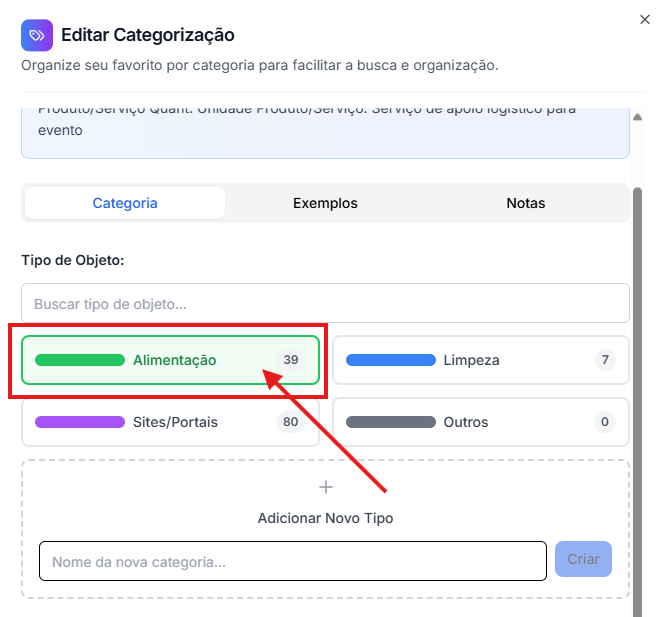 Editar Categorização
Organize seu favorito por categoria para facilitar a busca e organização.
Produto/Serviço Quant. Unidade Produto/Serviço: Serviço de apoio logístico para
evento
Categoria
Exemplos
Notas
Tipo de Objeto:
Buscar tipo de objeto...
Alimentação
39
Limpeza
7
Sites/Portais
80
Outros
0
Adicionar Novo Tipo
Nome da nova categoria...
Criar